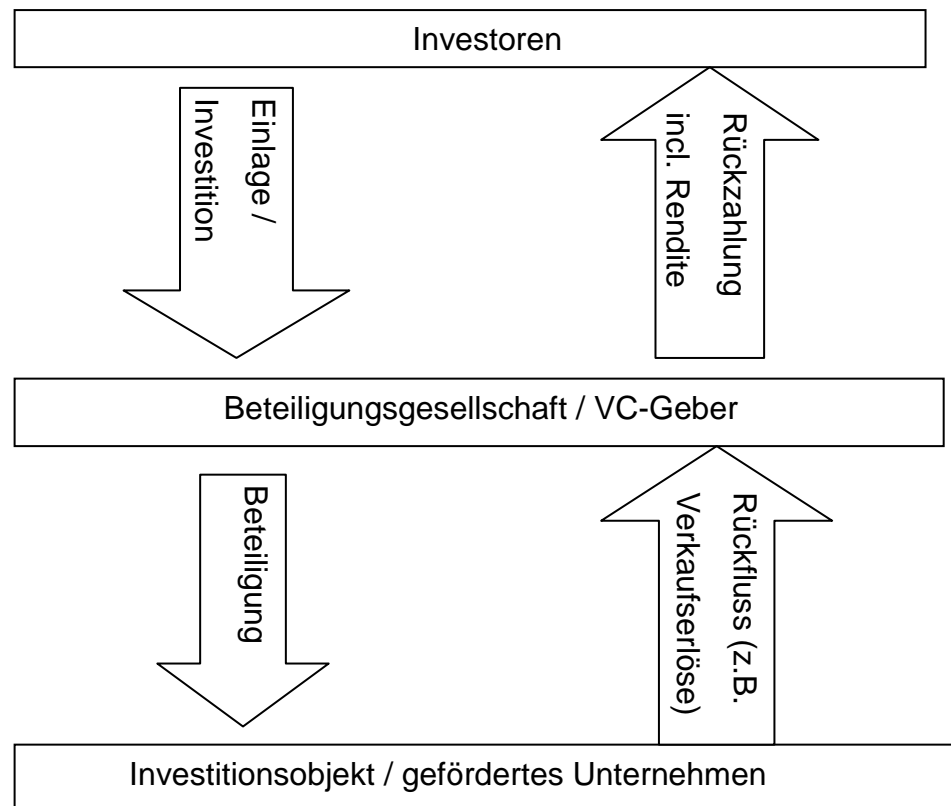 Investoren
Einlage /
Investition
Rückzahlung
incl. Rendite
Beteiligungsgesellschaft / VC-Geber
Beteiligung
Rückfluss (z.B.
Verkaufserlöse)
Investitionsobjekt / gefördertes Unternehmen